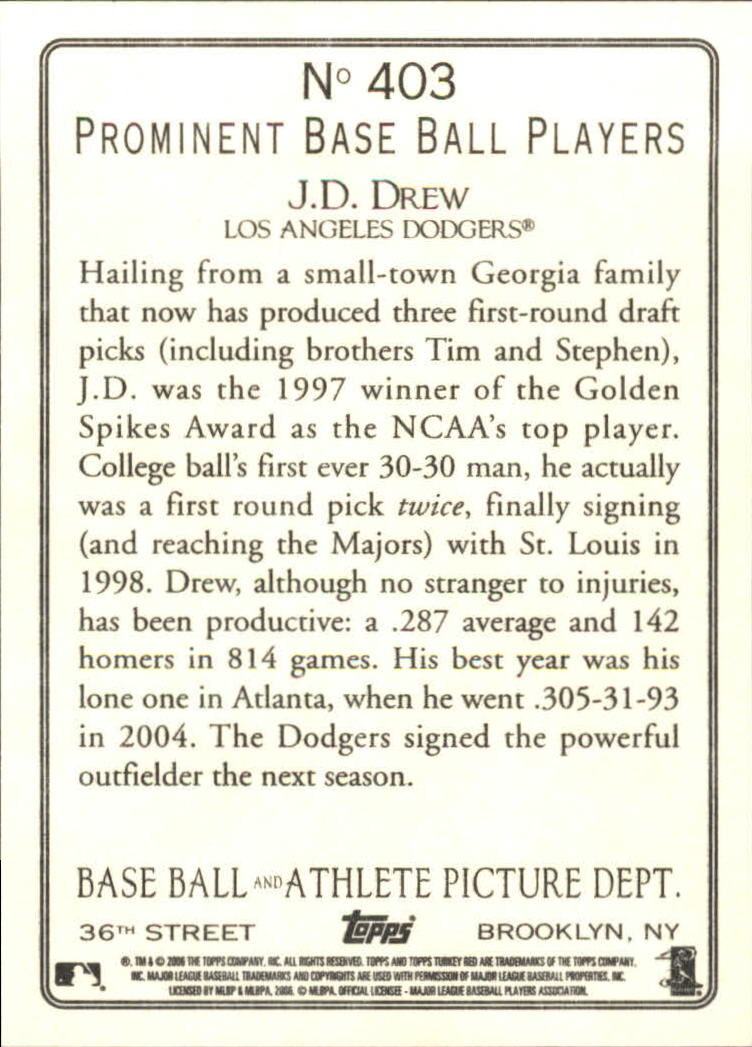 Nº 403
PROMINENT BASE BALL PLAYERS
J.D. DREW
LOS ANGELES DODGERS®
Hailing from a small-town Georgia family
that now has produced three first-round draft
picks (including brothers Tim and Stephen),
J.D. was the 1997 winner of the Golden
Spikes Award as the NCAA's top player.
College ball's first ever 30-30 man, he actually
was a first round pick twice, finally signing
(and reaching the Majors) with St. Louis in
1998. Drew, although no stranger to injuries,
has been productive: a .287 average and 142
homers in 814 games. His best year was his
lone one in Atlanta, when he went .305-31-93
in 2004. The Dodgers signed the powerful
outfielder the next season.
BASE BALL AND ATHLETE PICTURE DEPT.
36TH STREET topps BROOKLYN, NY
®, TM & © 2006 THE TOPPS COMPANY, INC. ALL RIGHTS RESERVED. TOPPS AND TOPPS TURKEY RED ARE TRADEMARKS OF THE TOPPS COMPANY,
INC. MAJOR LEAGUE BASEBALL TRADEMARKS AND COPYRIGHTS ARE USED WITH PERMISSION OF MAJOR LEAGUE BASEBALL PROPERTIES, INC.
LICENSED BY MLBP & MLBPA, 2006. © MLBPA. OFFICIAL LICENSEE - MAJOR LEAGUE BASEBALL PLAYERS ASSOCIATION.